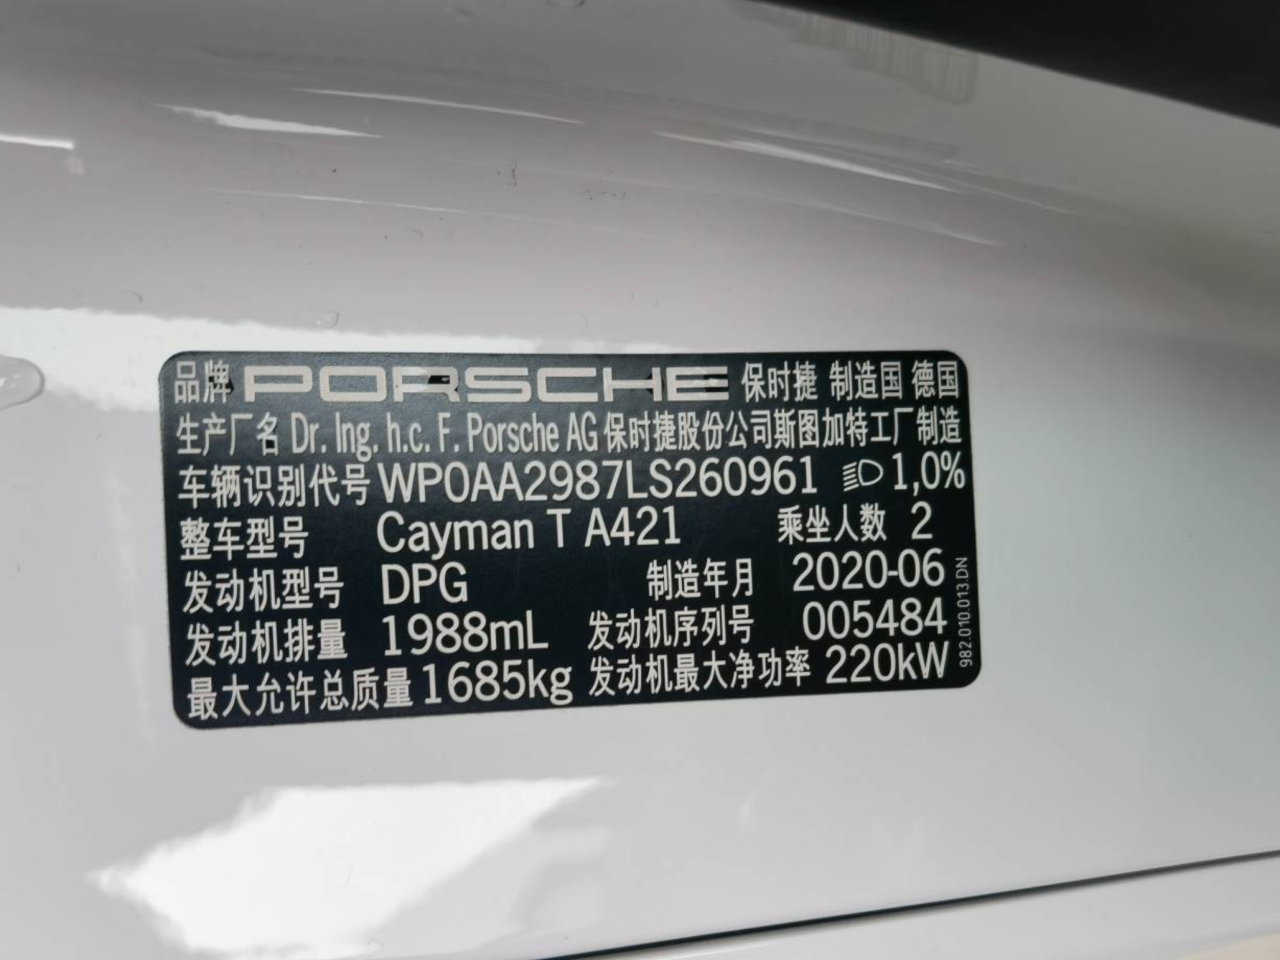 品牌 PORSCHE 保时捷 制造国 德国
生产厂名 Dr. Ing. h.c. F. Porsche AG 保时捷股份公司斯图加特工厂制造
车辆识别代号 WP0AA2987LS260961 1,0%
整车型号 Cayman T A421 乘坐人数 2
发动机型号 DPG 制造年月 2020-06
发动机排量 1988mL 发动机序列号 005484
最大允许总质量 1685kg 发动机最大净功率 220kW
982.010.013.DN